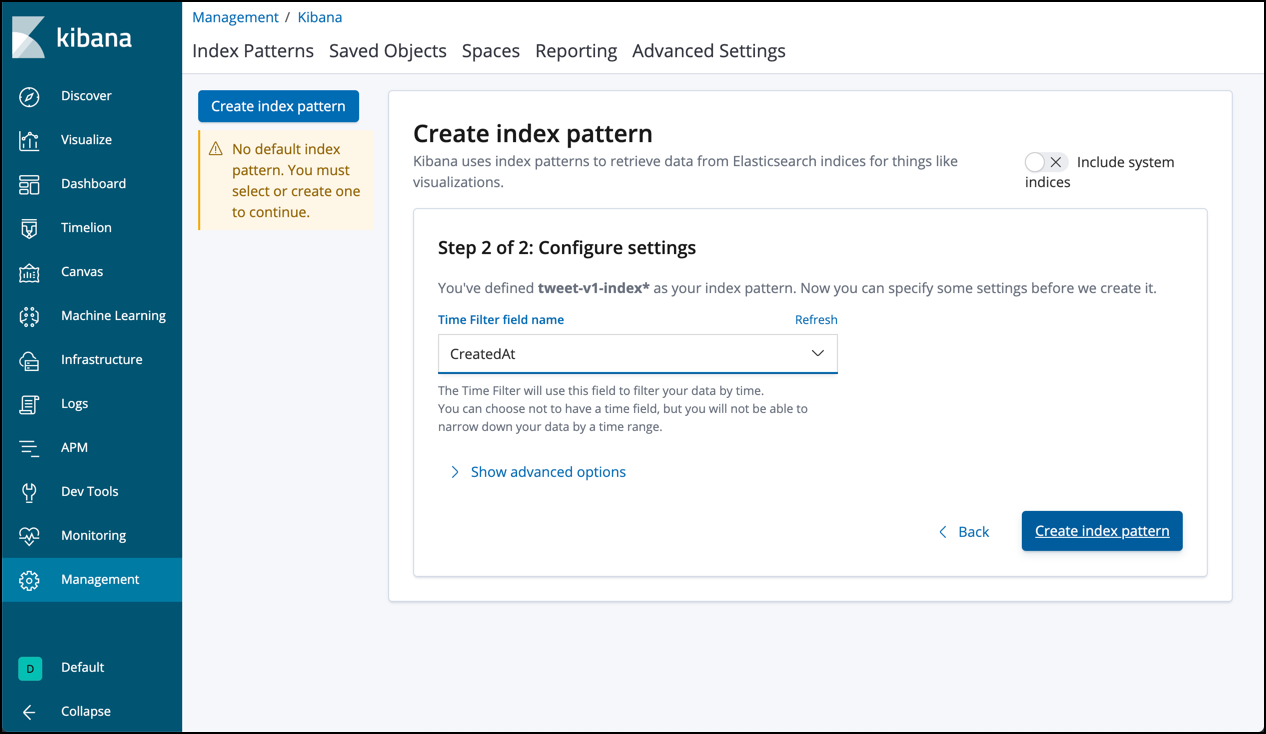 kibana
Discover
Visualize
Dashboard
Timelion
Canvas
Machine Learning
Infrastructure
Logs
APM
Dev Tools
Monitoring
Management
D Default
Collapse
Management / Kibana
Index Patterns Saved Objects Spaces Reporting Advanced Settings
Create index pattern
No default index
pattern. You must
select or create one
to continue.
Create index pattern
Kibana uses index patterns to retrieve data from Elasticsearch indices for things like
visualizations.
Include system
indices
Step 2 of 2: Configure settings
You've defined tweet-v1-index* as your index pattern. Now you can specify some settings before we create it.
Time Filter field name Refresh
CreatedAt
The Time Filter will use this field to filter your data by time.
You can choose not to have a time field, but you will not be able to
narrow down your data by a time range.
Show advanced options
Back Create index pattern